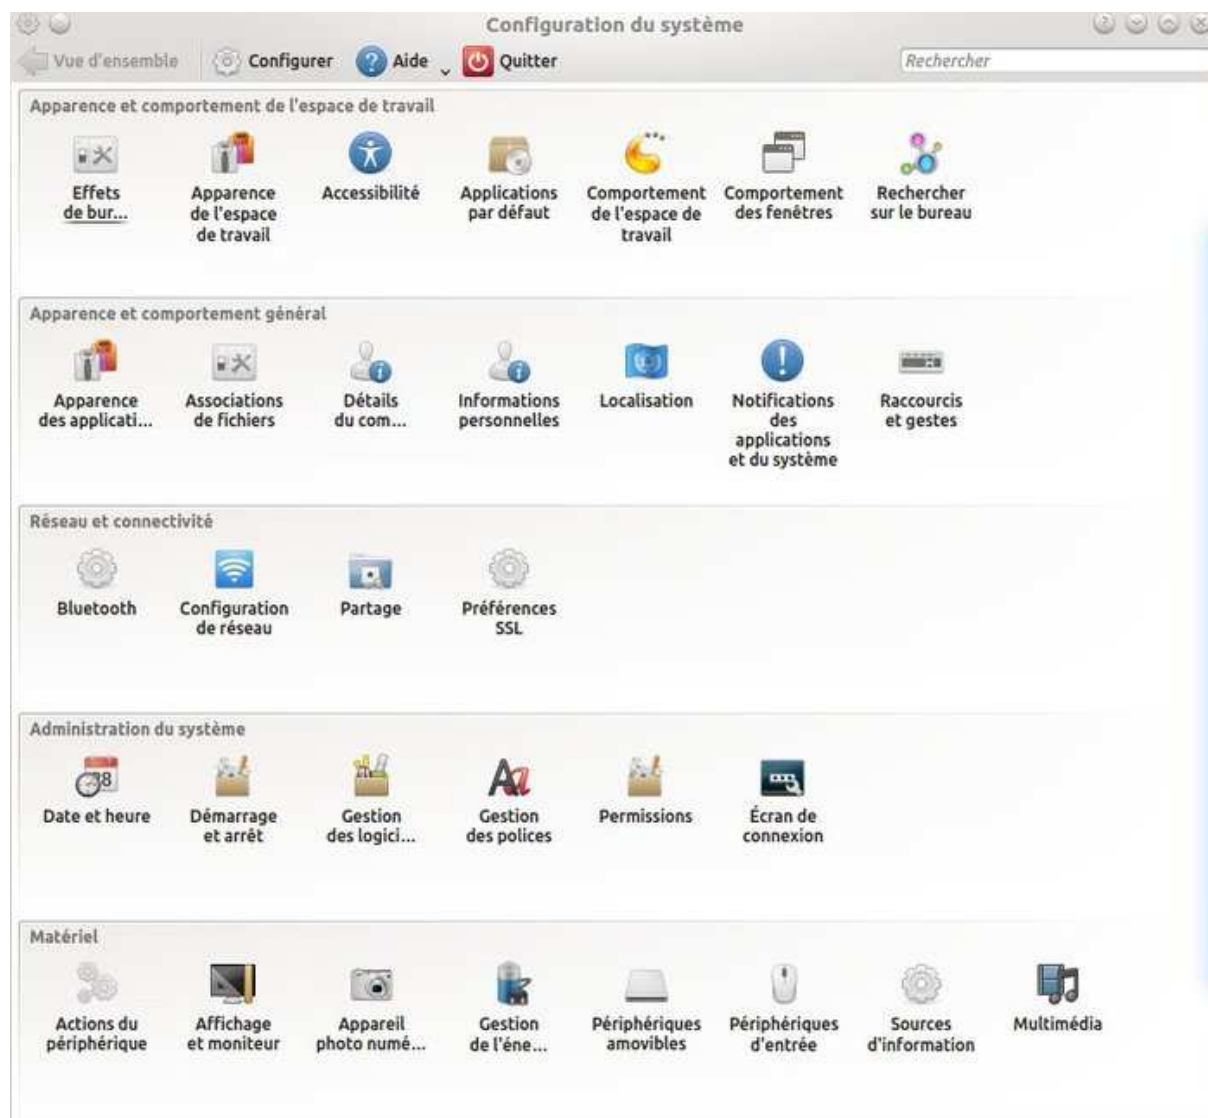 Configuration du système
Vue d'ensemble Configurer Aide Quitter Rechercher
Apparence et comportement de l'espace de travail
Effets
de bur...
Apparence
de l'espace
de travail
Accessibilité
Applications
par défaut
Comportement
de l'espace de
travail
Comportement
des fenêtres
Rechercher
sur le bureau
Apparence et comportement général
Apparence
des applicati...
Associations
de fichiers
Détails
du com...
Informations
personnelles
Localisation
Notifications
des
applications
et du système
Raccourcis
et gestes
Réseau et connectivité
Bluetooth
Configuration
de réseau
Partage
Préférences
SSL
Administration du système
Date et heure
Démarrage
et arrêt
Gestion
des logici...
Gestion
des polices
Permissions
Écran de
connexion
Matériel
Actions du
périphérique
Affichage
et moniteur
Appareil
photo numé...
Gestion
de l'éne...
Périphériques
amovibles
Périphériques
d'entrée
Sources
d'information
Multimédia